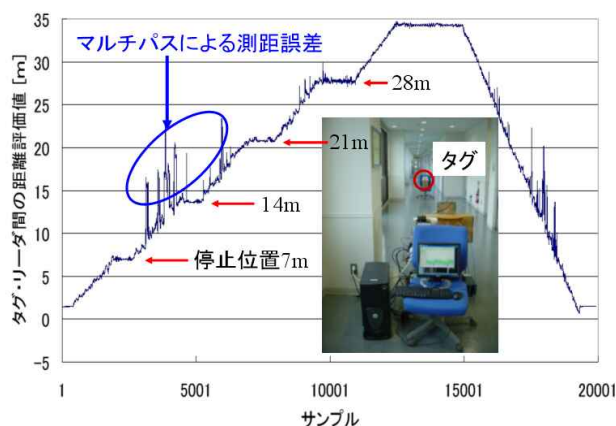 マルチパスによる測距誤差
タグ・リーダ間の距離評価値 [m]
35
30
25
20
15
10
5
0
-5
28m
21m
14m
停止位置7m
タグ
1
5001
10001
15001
20001
サンプル